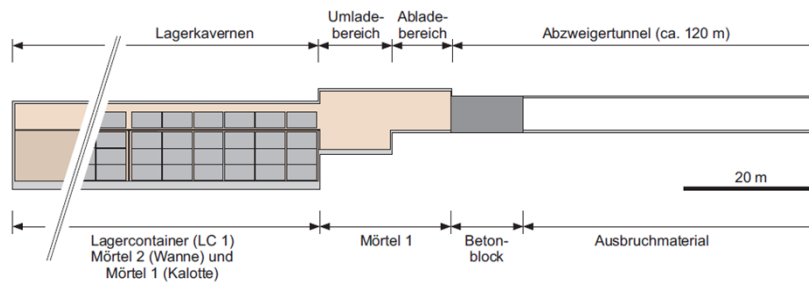 Lagerkavernen
Umlade-
bereich
Ablade-
bereich
Abzweigertunnel (ca. 120 m)
20 m
Lagercontainer (LC 1)
Mörtel 2 (Wanne) und
Mörtel 1 (Kalotte)
Mörtel 1
Beton-
block
Ausbruchmaterial